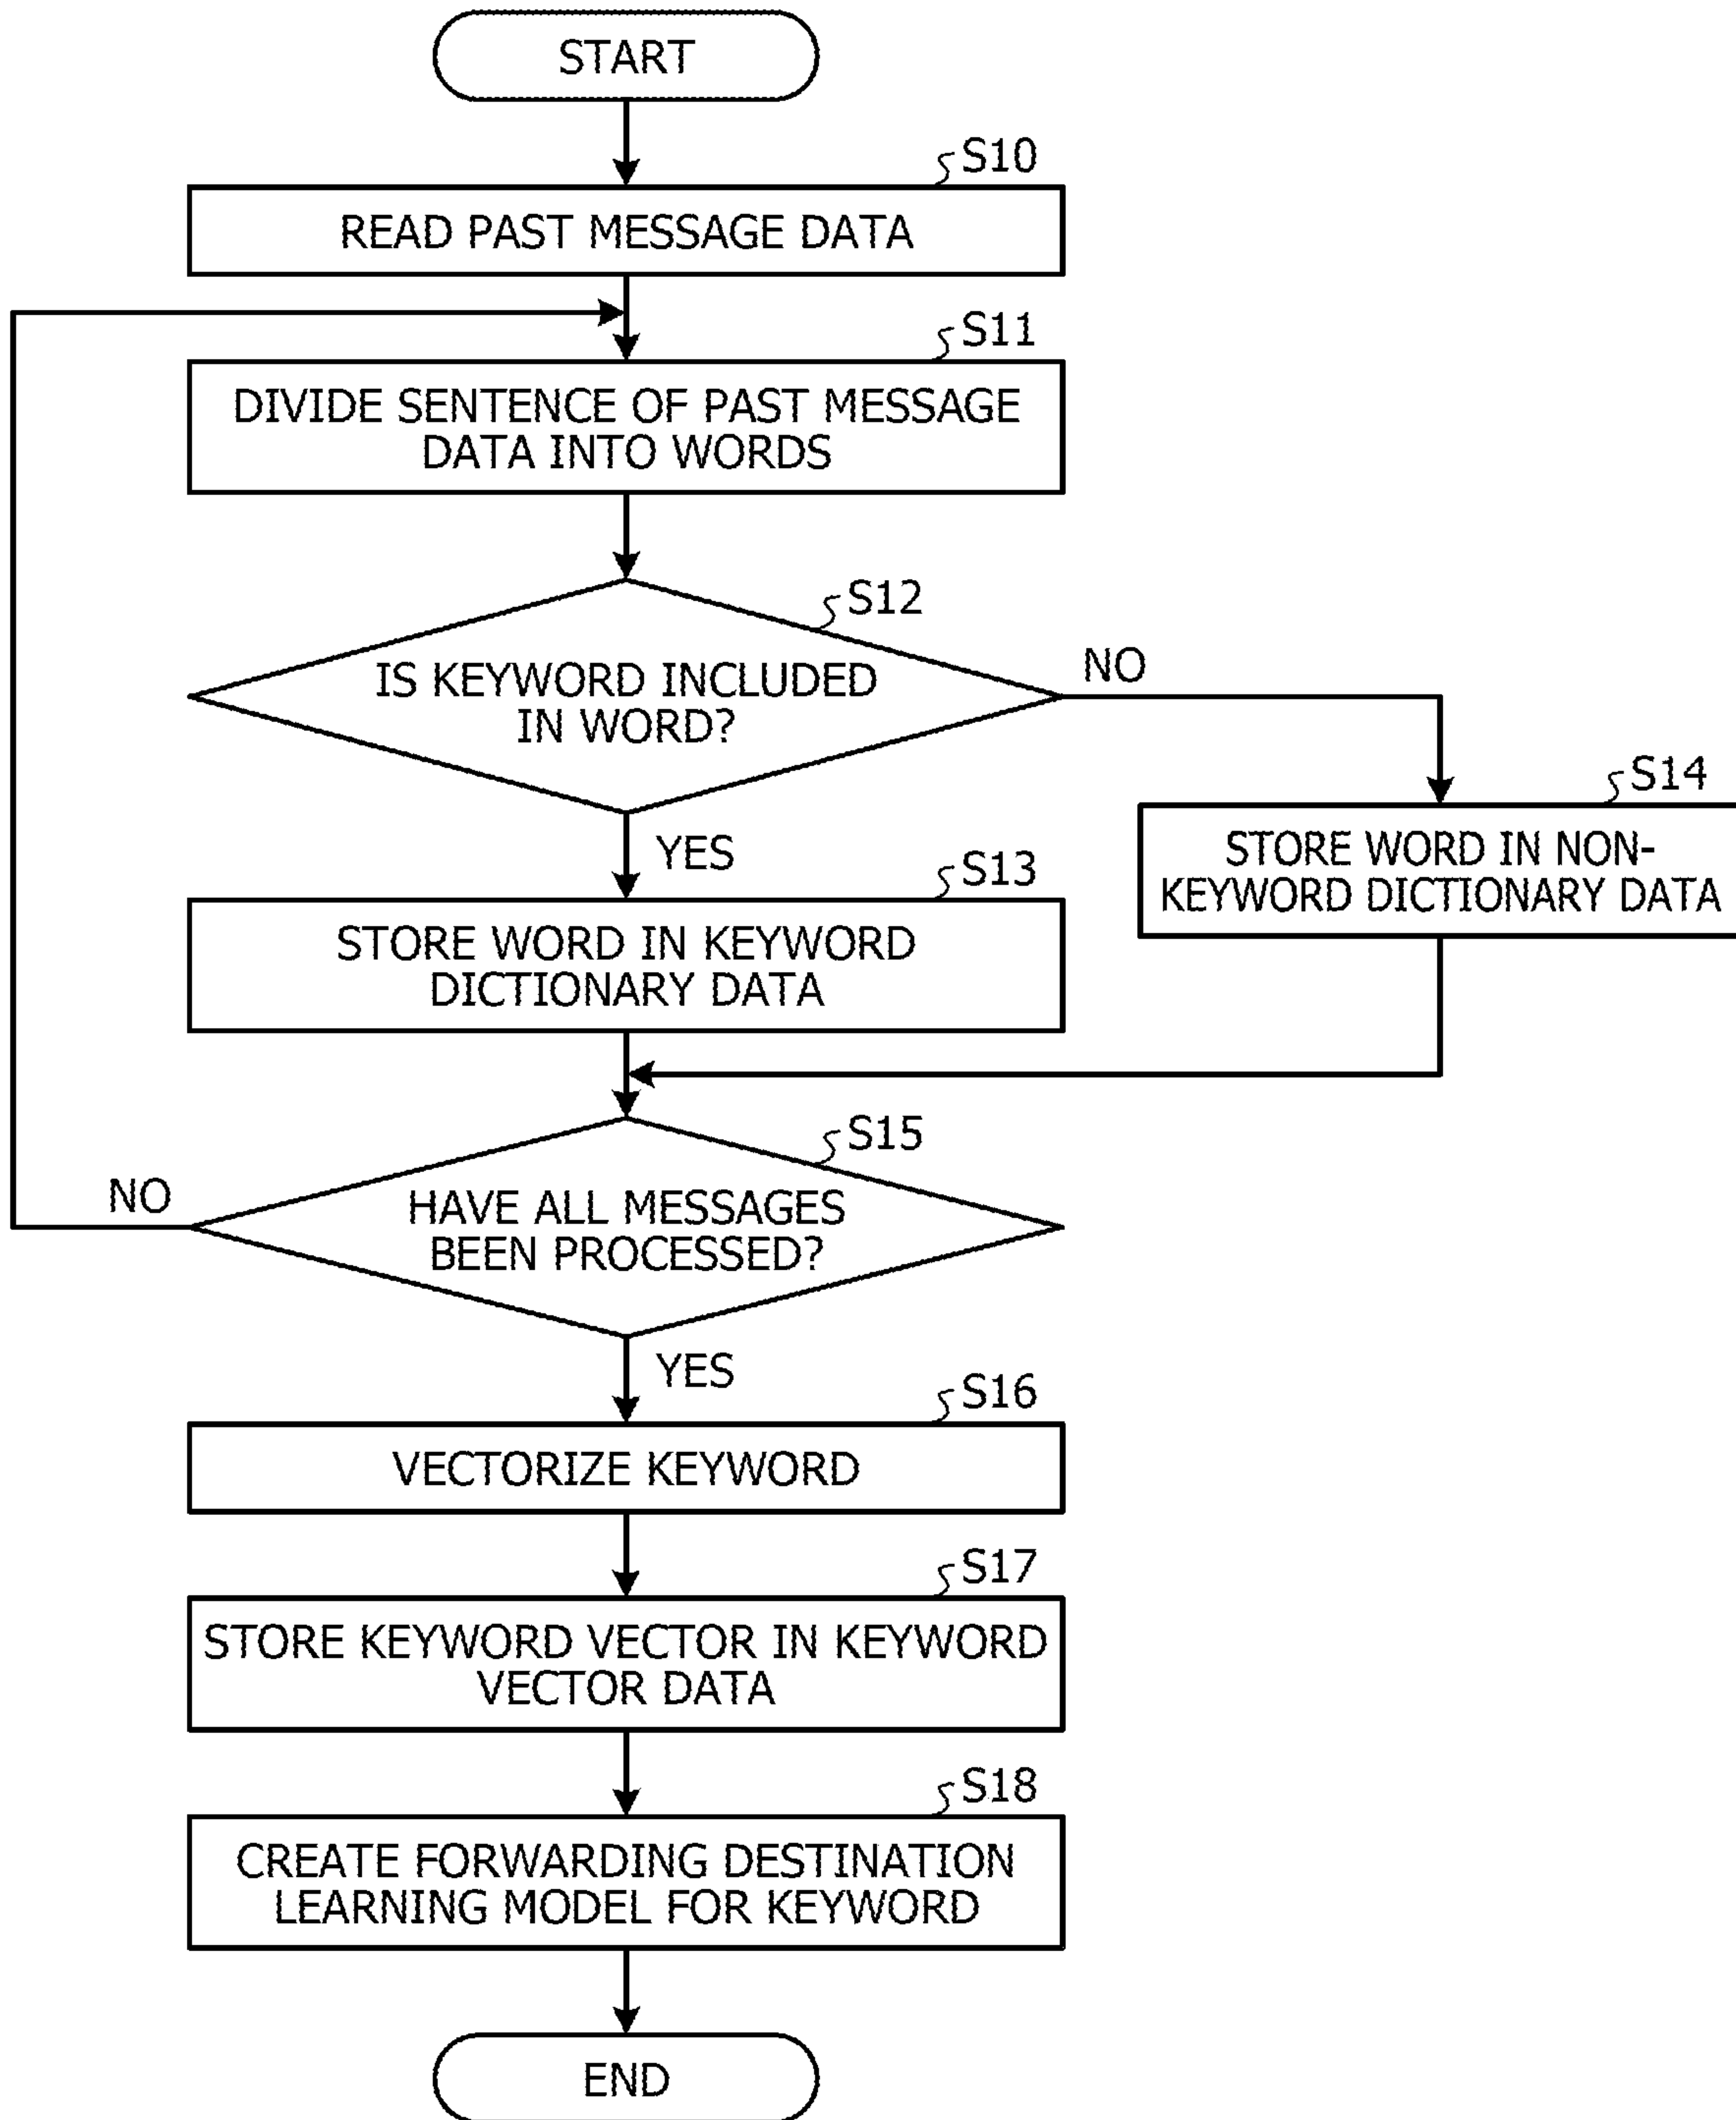 START
S10
READ PAST MESSAGE DATA
S11
DIVIDE SENTENCE OF PAST MESSAGE
DATA INTO WORDS
S12
IS KEYWORD INCLUDED
IN WORD?
NO
YES
S13
STORE WORD IN KEYWORD
DICTIONARY DATA
S14
STORE WORD IN NON-
KEYWORD DICTIONARY DATA
S15
HAVE ALL MESSAGES
BEEN PROCESSED?
NO
YES
S16
VECTORIZE KEYWORD
S17
STORE KEYWORD VECTOR IN KEYWORD
VECTOR DATA
S18
CREATE FORWARDING DESTINATION
LEARNING MODEL FOR KEYWORD
END